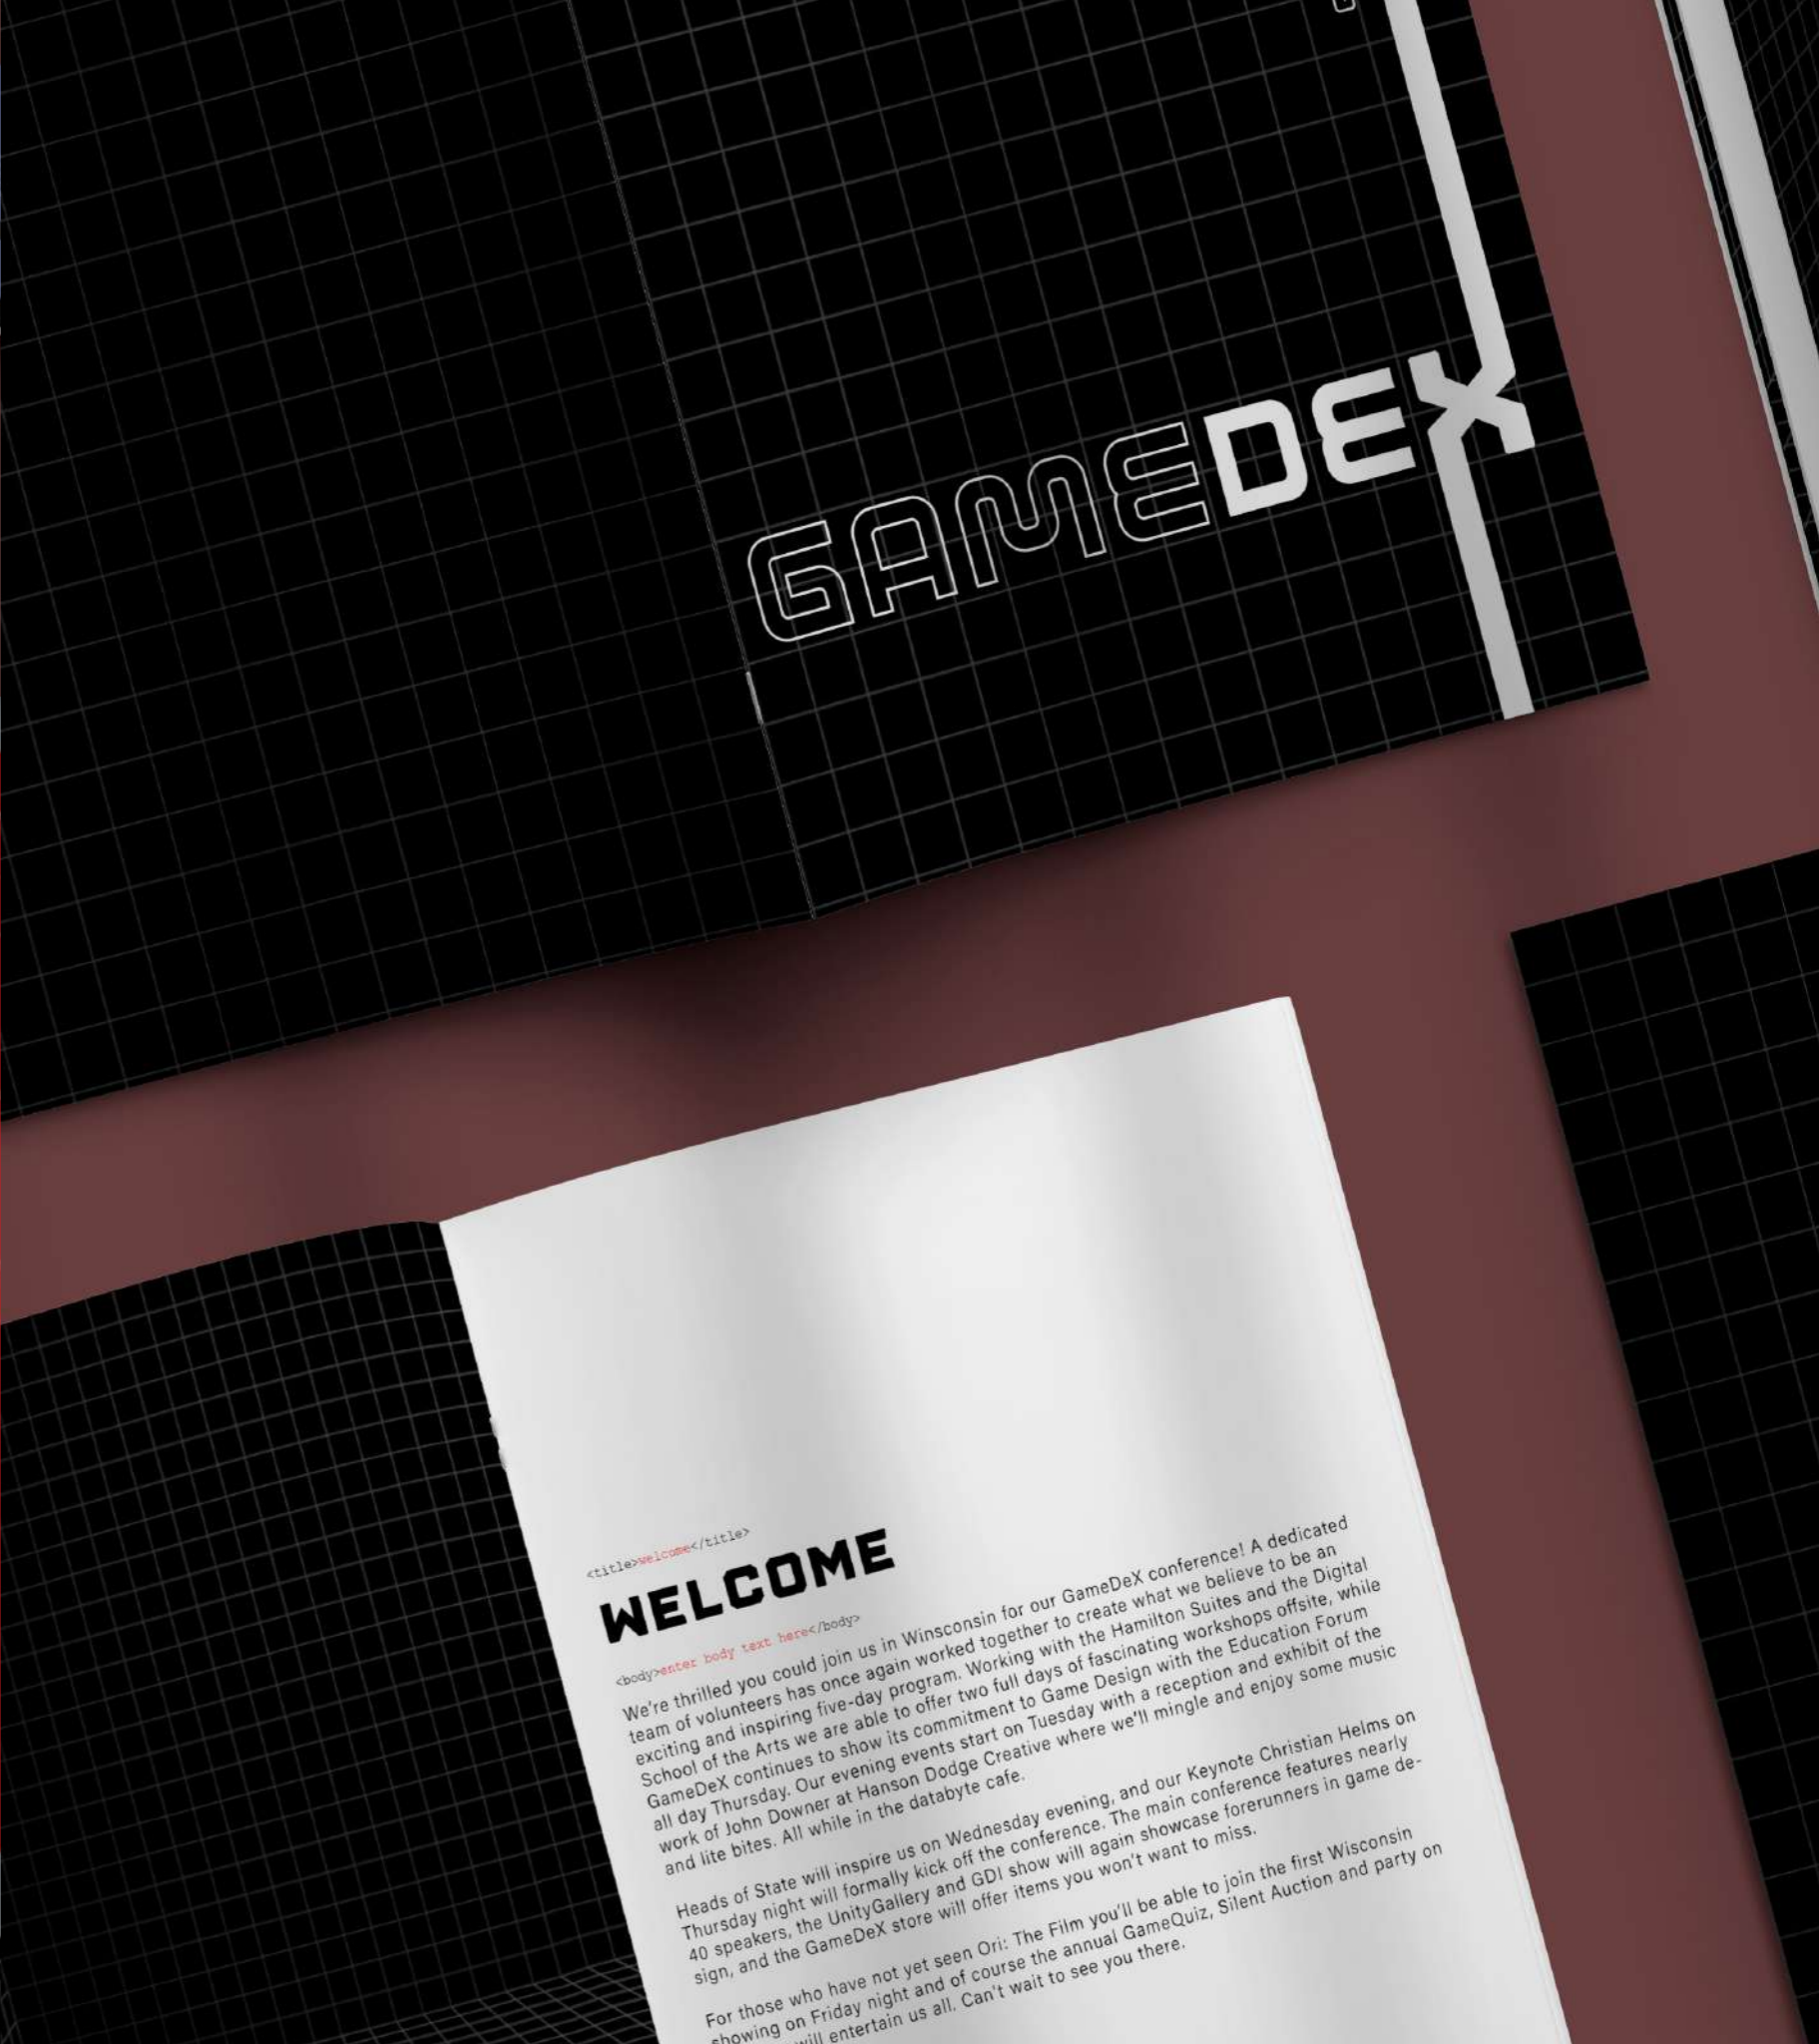 GAMEDEX
<title>welcome</title>
WELCOME
<body>enter body text here</body>
We're thrilled you could join us in Winsconsin for our GameDeX conference! A dedicated
team of volunteers has once again worked together to create what we believe to be an
exciting and inspiring five-day program. Working with the Hamilton Suites and the Digital
School of the Arts we are able to offer two full days of fascinating workshops offsite, while
GameDeX continues to show its commitment to Game Design with the Education Forum
all day Thursday. Our evening events start on Tuesday with a reception and exhibit of the
work of John Downer at Hanson Dodge Creative where we'll mingle and enjoy some music
and lite bites. All while in the databyte cafe.
Heads of State will inspire us on Wednesday evening, and our Keynote Christian Helms on
Thursday night will formally kick off the conference. The main conference features nearly
40 speakers, the UnityGallery and GDI show will again showcase forerunners in game de-
sign, and the GameDeX store will offer items you won't want to miss.
For those who have not yet seen Ori: The Film you'll be able to join the first Wisconsin
showing on Friday night and of course the annual GameQuiz, Silent Auction and party on
will entertain us all. Can't wait to see you there.